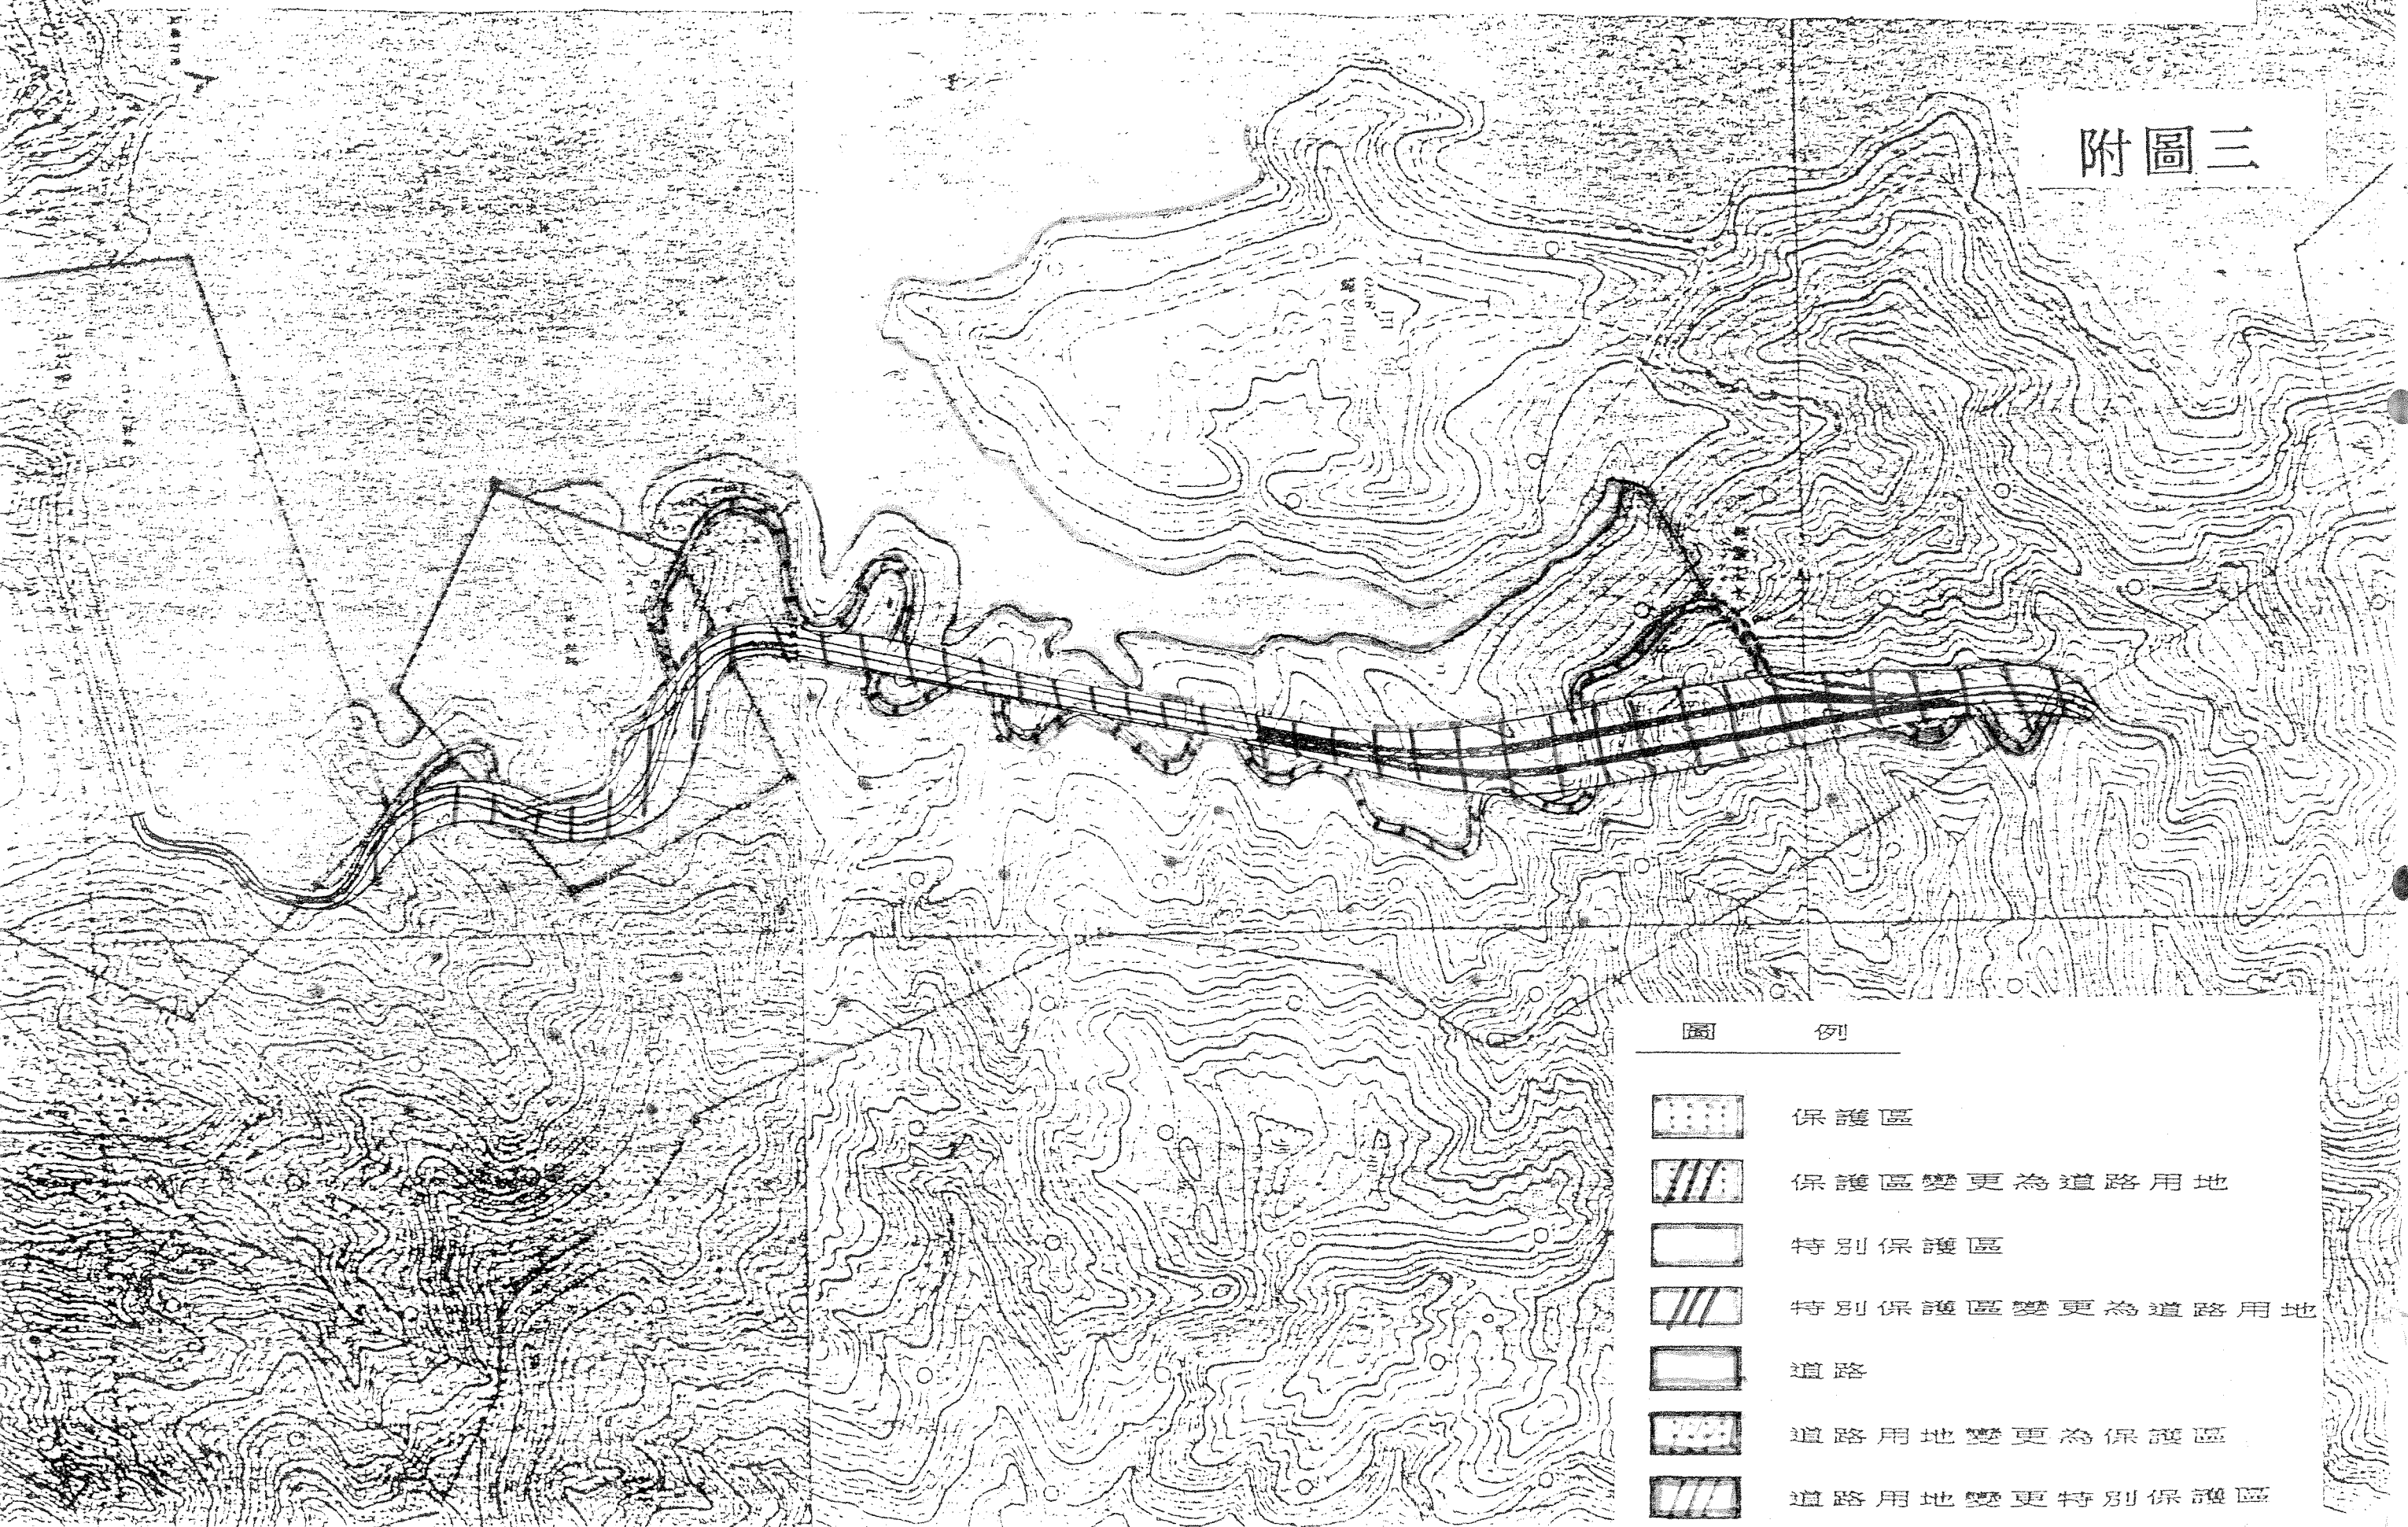 附圖三
圖例
保護區
保護區變更為道路用地
特別保護區
特別保護區變更為道路用地
道路
道路用地變更為保護區
道路用地變更特別保護區